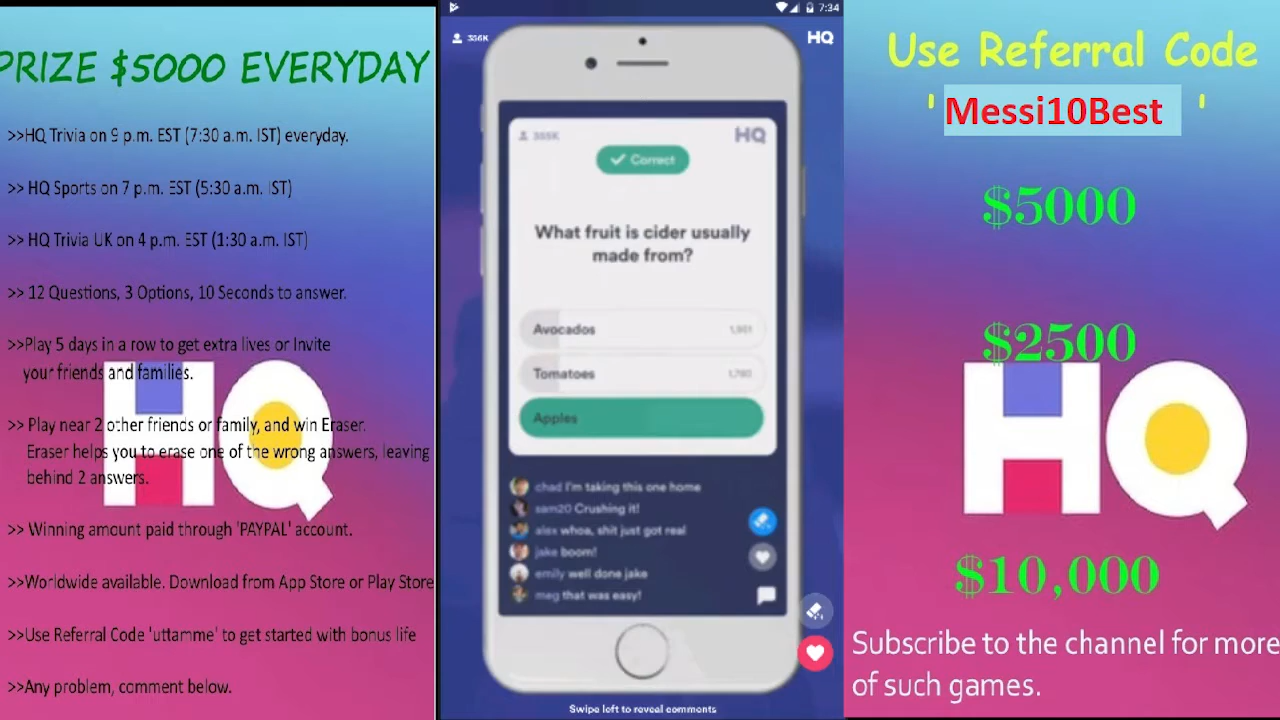 PRIZE $5000 EVERYDAY
>>HQ Trivia on 9 p.m. EST (7:30 a.m. IST) everyday.
>> HQ Sports on 7 p.m. EST (5:30 a.m. IST)
>> HQ Trivia UK on 4 p.m. EST (1:30 a.m. IST)
>> 12 Questions, 3 Options, 10 Seconds to answer.
>>Play 5 days in a row to get extra lives or Invite
your friends and families.
>> Play near 2 other friends or family, and win Eraser.
Eraser helps you to erase one of the wrong answers, leaving
behind 2 answers.
>> Winning amount paid through 'PAYPAL' account.
>>Worldwide available. Download from App Store or Play Store
>>Use Referral Code 'uttamme' to get started with bonus life
>>Any problem, comment below.
HQ
7:34
356K
HQ
355K
HQ
Correct
What fruit is cider usually
made from?
Avocados
Tomatoes
Apples
chad I'm taking this one home
sam20 Crushing it!
alex whoa, shit just got real
jake boom!
emily well done jake
meg that was easy!
Swipe left to reveal comments
Use Referral Code
' Messi10Best '
$5000
$2500
HQ
$10,000
Subscribe to the channel for more
of such games.